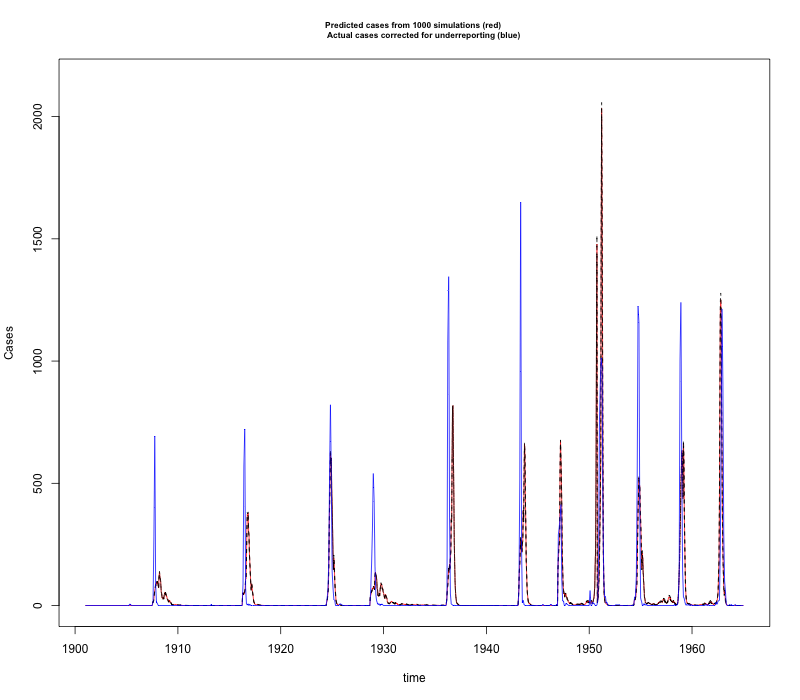 Predicted cases from 1000 simulations (red)
Actual cases corrected for underreporting (blue)
Cases
2000
1500
1000
500
0
1900 1910 1920 1930 1940 1950 1960
time